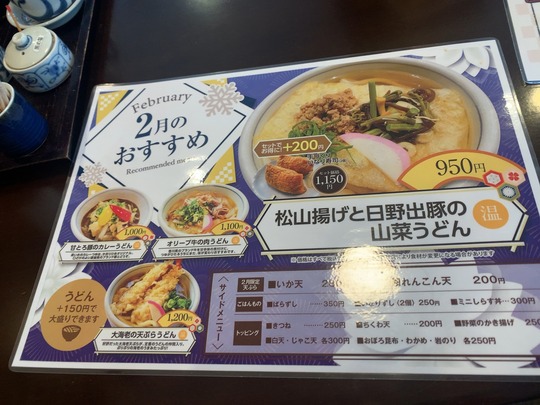 February
2月の
おすすめ
Recommended menu
セットで
お得に!
+200円
セット価格
1,150円
950円
松山揚げと日野出豚の
山菜うどん
温
1,000円
甘とろ豚のカレーうどん
1,100円
オリーブ牛の肉うどん
1,200円
大海老の天ぷらうどん
うどん
+150円で
大盛りできます
サイドメニュー
2月限定
天ぷら
■いか天
れんこん天 200円
ごはんもの
■ばらずし 350円
(2個) 250円
■ミニしらす丼 300円
トッピング
■きつね 250円
■ちくわ天 200円
■野菜のかき揚げ 250
■白天・じゃこ天 各300円
■おぼろ昆布・わかめ・岩のり 各250円